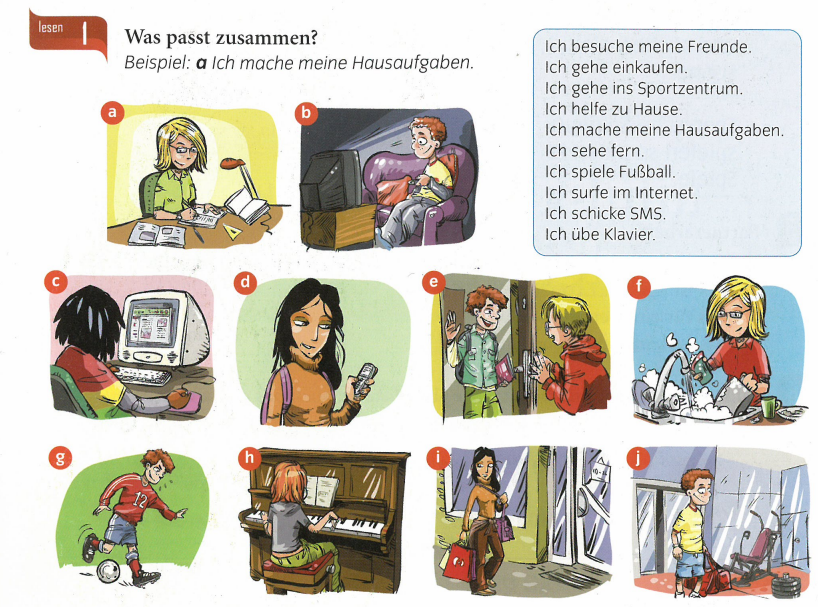 lesen 1
Was passt zusammen?
Beispiel: a Ich mache meine Hausaufgaben.
Ich besuche meine Freunde.
Ich gehe einkaufen.
Ich gehe ins Sportzentrum.
Ich helfe zu Hause.
Ich mache meine Hausaufgaben.
Ich sehe fern.
Ich spiele Fußball.
Ich surfe im Internet.
Ich schicke SMS.
Ich übe Klavier.
a
b
c
d
e
f
g
12
h
i
j